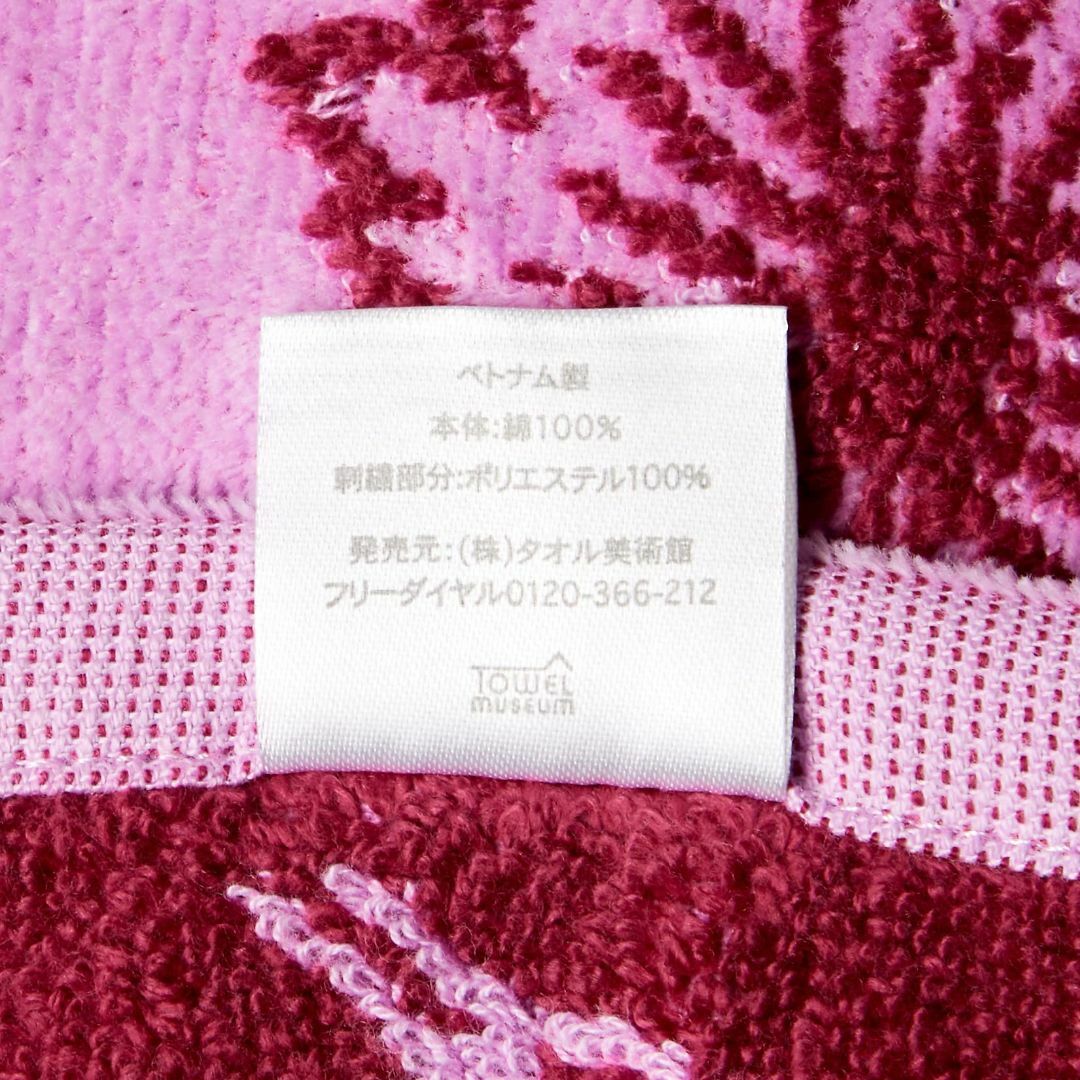 ベトナム製
本体:綿100%
刺繍部分:ポリエステル100%
発売元:(株)タオル美術館
フリーダイヤル0120-366-212
TOWEL
MUSEUM